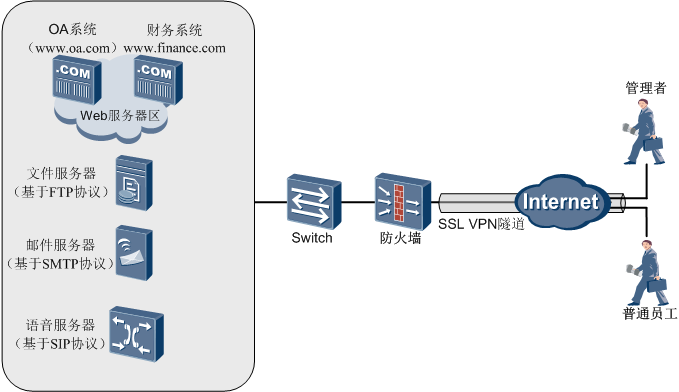 OA系统
（www.oa.com）
财务系统
www.finance.com
.COM
.COM
Web服务器区
文件服务器
（基于FTP协议）
邮件服务器
（基于SMTP协议）
语音服务器
（基于SIP协议）
Switch
防火墙
SSL VPN隧道
Internet
管理者
普通员工